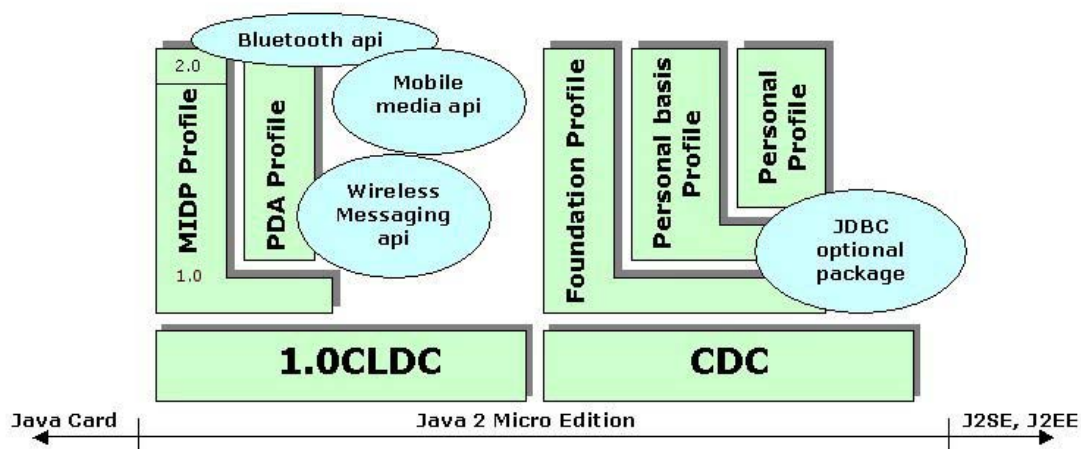 Bluetooth api
2.0
MIDP Profile
1.0
PDA Profile
Mobile
media api
Wireless
Messaging
api
Foundation Profile
Personal basis
Profile
Personal
Profile
JDBC
optional
package
1.0CLDC
CDC
Java Card
Java 2 Micro Edition
J2SE, J2EE